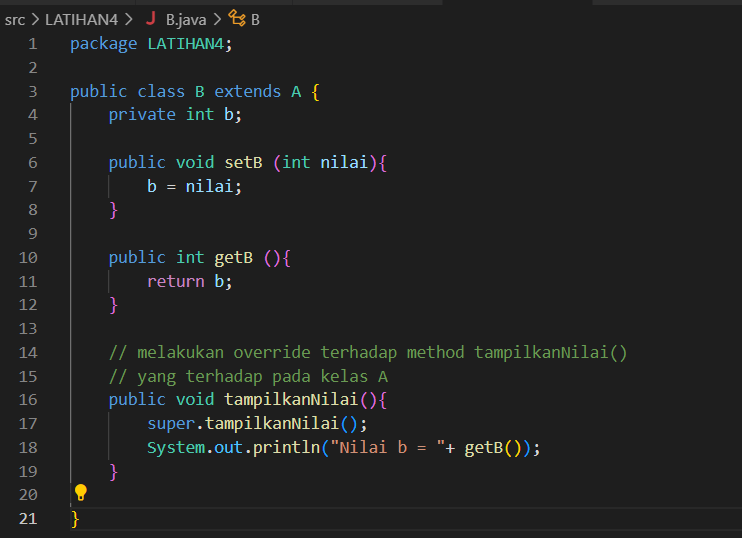 src > LATIHAN4 > J B.java > B
1 package LATIHAN4;
2
3 public class B extends A {
4 private int b;
5
6 public void setB (int nilai){
7 b = nilai;
8 }
9
10 public int getB (){
11 return b;
12 }
13
14 // melakukan override terhadap method tampilkanNilai()
15 // yang terhadap pada kelas A
16 public void tampilkanNilai(){
17 super.tampilkanNilai();
18 System.out.println("Nilai b = "+ getB());
19 }
20
21 }